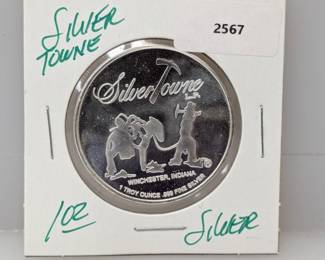 SILVER
TOWNE
2567
SilverTowne
WINCHESTER, INDIANA
1 TROY OUNCE .999 FINE SILVER
1oz
SILVER